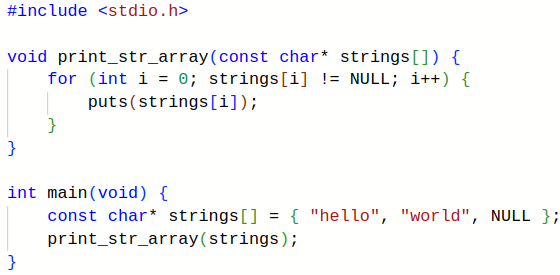 #include <stdio.h>

void print_str_array(const char* strings[]) {
    for (int i = 0; strings[i] != NULL; i++) {
        puts(strings[i]);
    }
}

int main(void) {
    const char* strings[] = { "hello", "world", NULL };
    print_str_array(strings);
}